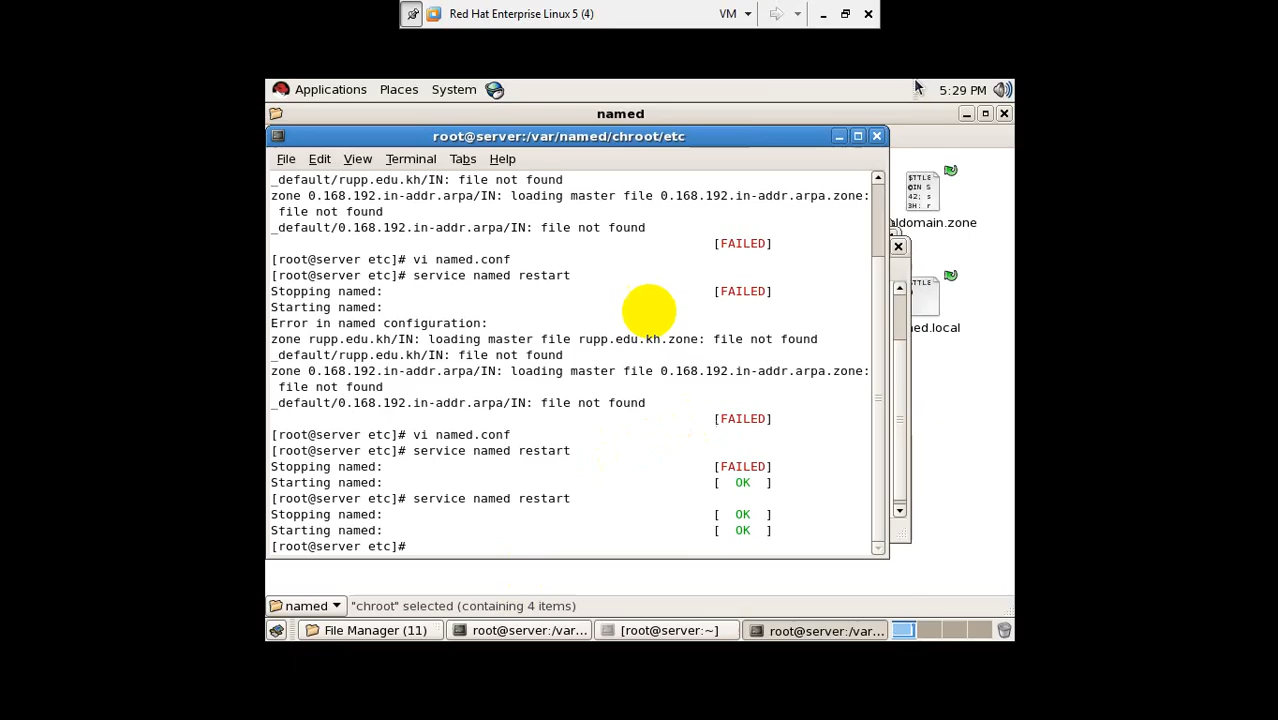 Red Hat Enterprise Linux 5 (4)
VM
Applications Places System
5:29 PM
named
root@server:/var/named/chroot/etc
File Edit View Terminal Tabs Help
_default/rupp.edu.kh/IN: file not found
zone 0.168.192.in-addr.arpa/IN: loading master file 0.168.192.in-addr.arpa.zone:
file not found
_default/0.168.192.in-addr.arpa/IN: file not found
[FAILED]
[root@server etc]# vi named.conf
[root@server etc]# service named restart
Stopping named: [FAILED]
Starting named:
Error in named configuration:
zone rupp.edu.kh/IN: loading master file rupp.edu.kh.zone: file not found
_default/rupp.edu.kh/IN: file not found
zone 0.168.192.in-addr.arpa/IN: loading master file 0.168.192.in-addr.arpa.zone:
file not found
_default/0.168.192.in-addr.arpa/IN: file not found
[FAILED]
[root@server etc]# vi named.conf
[root@server etc]# service named restart
Stopping named: [FAILED]
Starting named: [ OK ]
[root@server etc]# service named restart
Stopping named: [ OK ]
Starting named: [ OK ]
[root@server etc]#
aldomain.zone
ned.local
named
"chroot" selected (containing 4 items)
File Manager (11)
root@server:/var...
[root@server:~]
root@server:/var...